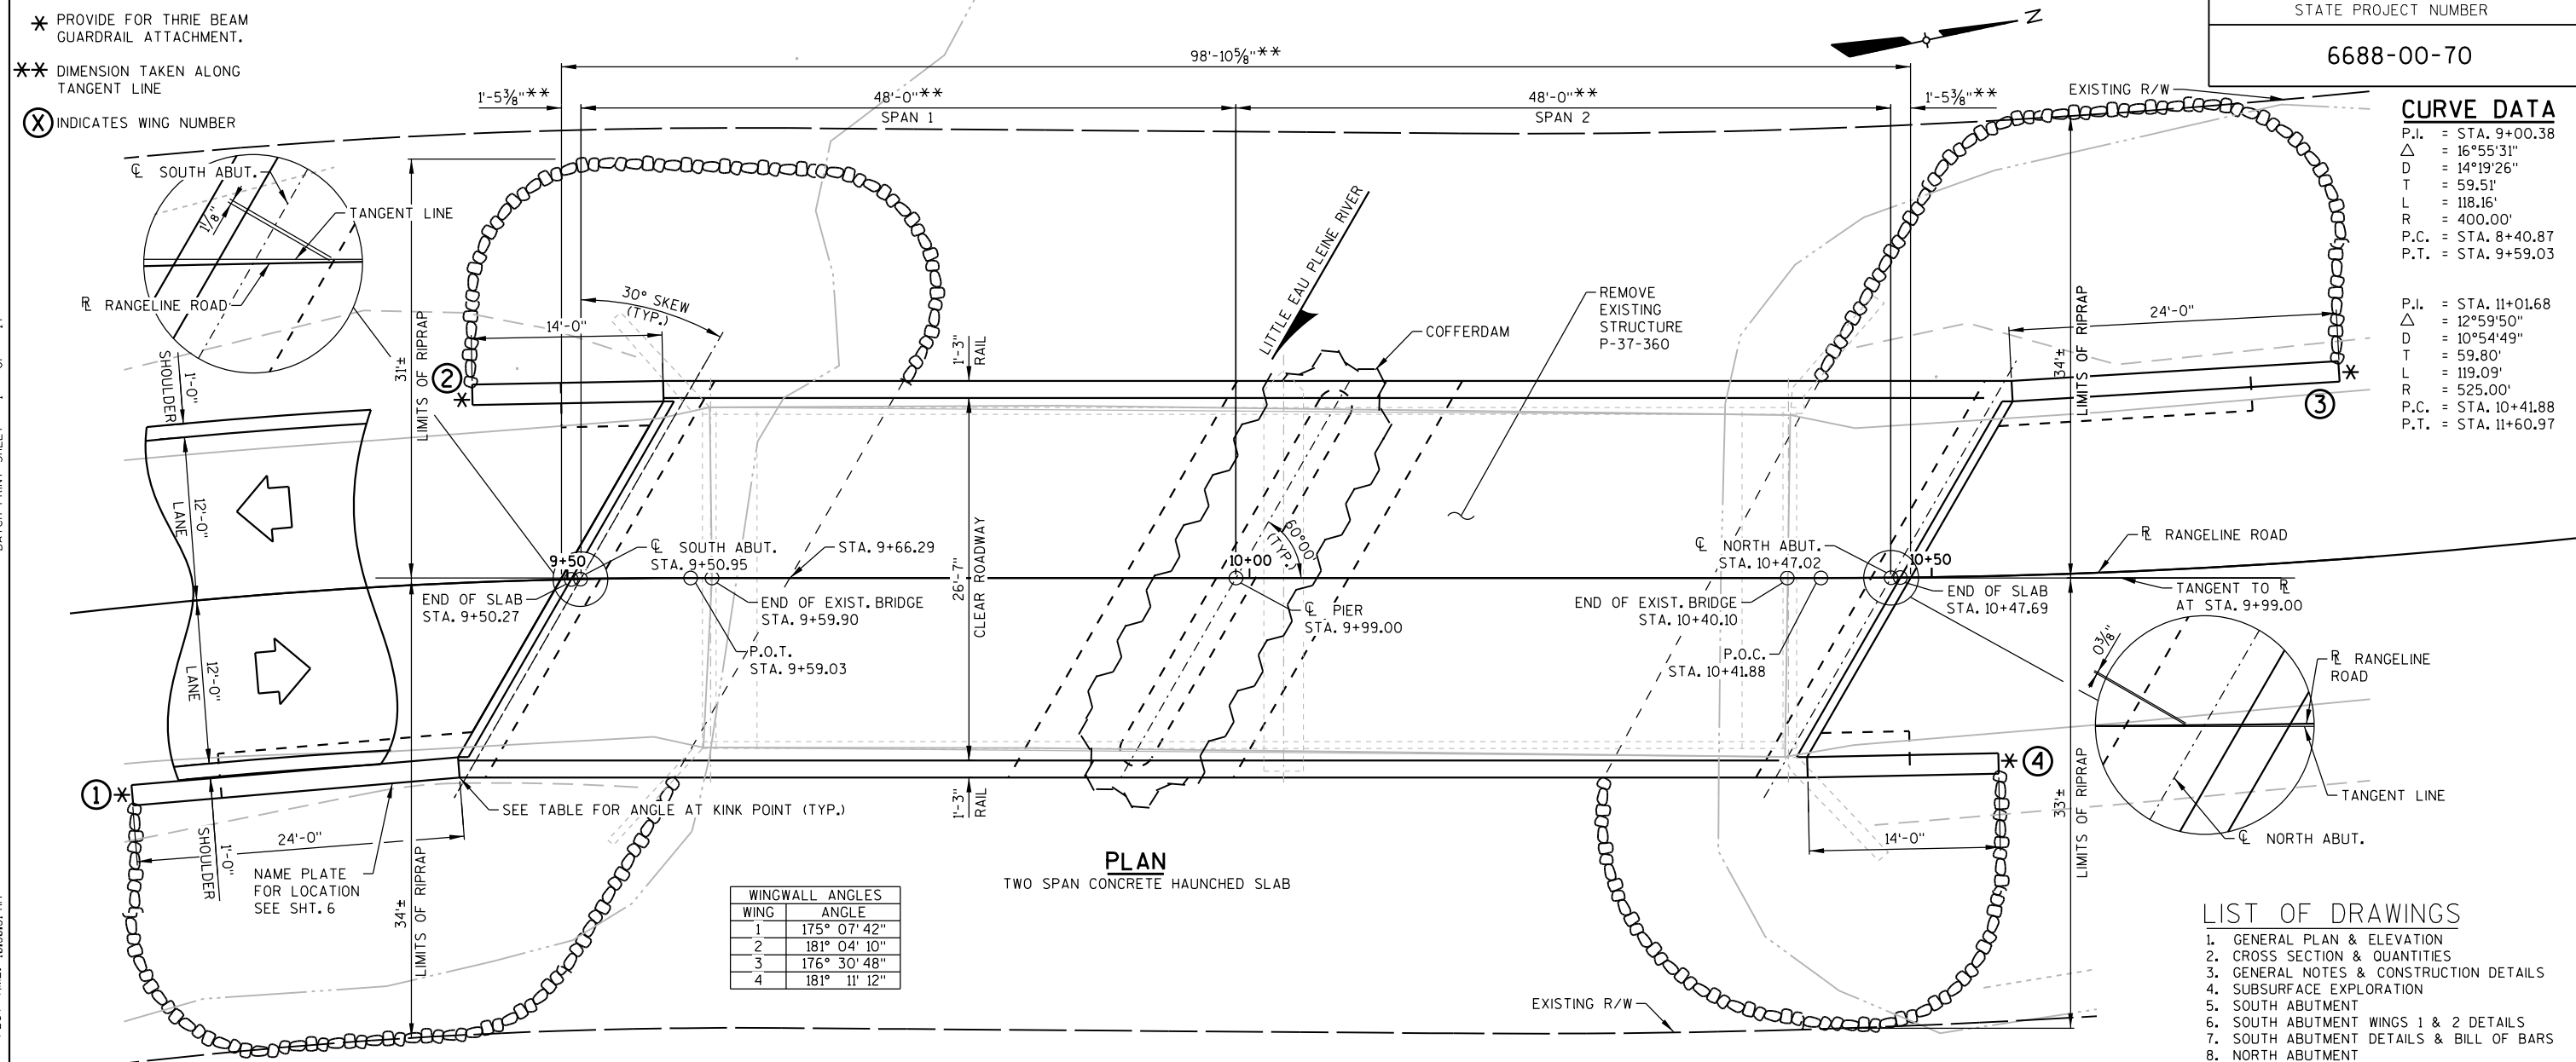 * PROVIDE FOR THRIE BEAM
GUARDRAIL ATTACHMENT.
** DIMENSION TAKEN ALONG
TANGENT LINE
X INDICATES WING NUMBER
STATE PROJECT NUMBER
6688-00-70
N
98'-10⅝"**
1'-5⅜"**
48'-0"**
SPAN 1
48'-0"**
SPAN 2
1'-5⅜"**
EXISTING R/W
CURVE DATA
P.I. = STA. 9+00.38
△ = 16°55'31"
D = 14°19'26"
T = 59.51'
L = 118.16'
R = 400.00'
P.C. = STA. 8+40.87
P.T. = STA. 9+59.03
P.I. = STA. 11+01.68
△ = 12°59'50"
D = 10°54'49"
T = 59.80'
L = 119.09'
R = 525.00'
P.C. = STA. 10+41.88
P.T. = STA. 11+60.97
℄ SOUTH ABUT.
1⅛"
TANGENT LINE
RL RANGELINE ROAD
1'-0"
SHOULDER
31'±
LIMITS OF RIPRAP
14'-0"
30° SKEW
(TYP.)
2
*
1'-3"
RAIL
LITTLE EAU PLEINE RIVER
COFFERDAM
REMOVE
EXISTING
STRUCTURE
P-37-360
34'±
LIMITS OF RIPRAP
24'-0"
*
3
12'-0"
LANE
12'-0"
LANE
9+50
℄ SOUTH ABUT.
STA. 9+50.95
STA. 9+66.29
END OF SLAB
STA. 9+50.27
END OF EXIST. BRIDGE
STA. 9+59.90
P.O.T.
STA. 9+59.03
26'-7"
CLEAR ROADWAY
60°00'
(TYP.)
10+00
℄ PIER
STA. 9+99.00
℄ NORTH ABUT.
STA. 10+47.02
10+50
END OF EXIST. BRIDGE
STA. 10+40.10
P.O.C.
STA. 10+41.88
END OF SLAB
STA. 10+47.69
RL RANGELINE ROAD
TANGENT TO RL
AT STA. 9+99.00
0⅜"
RL RANGELINE
ROAD
TANGENT LINE
℄ NORTH ABUT.
1
*
SEE TABLE FOR ANGLE AT KINK POINT (TYP.)
1'-3"
RAIL
* 4
24'-0"
SHOULDER
1'-0"
NAME PLATE
FOR LOCATION
SEE SHT. 6
34'±
LIMITS OF RIPRAP
14'-0"
33'±
LIMITS OF RIPRAP
PLAN
TWO SPAN CONCRETE HAUNCHED SLAB
WINGWALL ANGLES
WING ANGLE
1 175° 07' 42"
2 181° 04' 10"
3 176° 30' 48"
4 181° 11' 12"
EXISTING R/W
LIST OF DRAWINGS
1. GENERAL PLAN & ELEVATION
2. CROSS SECTION & QUANTITIES
3. GENERAL NOTES & CONSTRUCTION DETAILS
4. SUBSURFACE EXPLORATION
5. SOUTH ABUTMENT
6. SOUTH ABUTMENT WINGS 1 & 2 DETAILS
7. SOUTH ABUTMENT DETAILS & BILL OF BARS
8. NORTH ABUTMENT